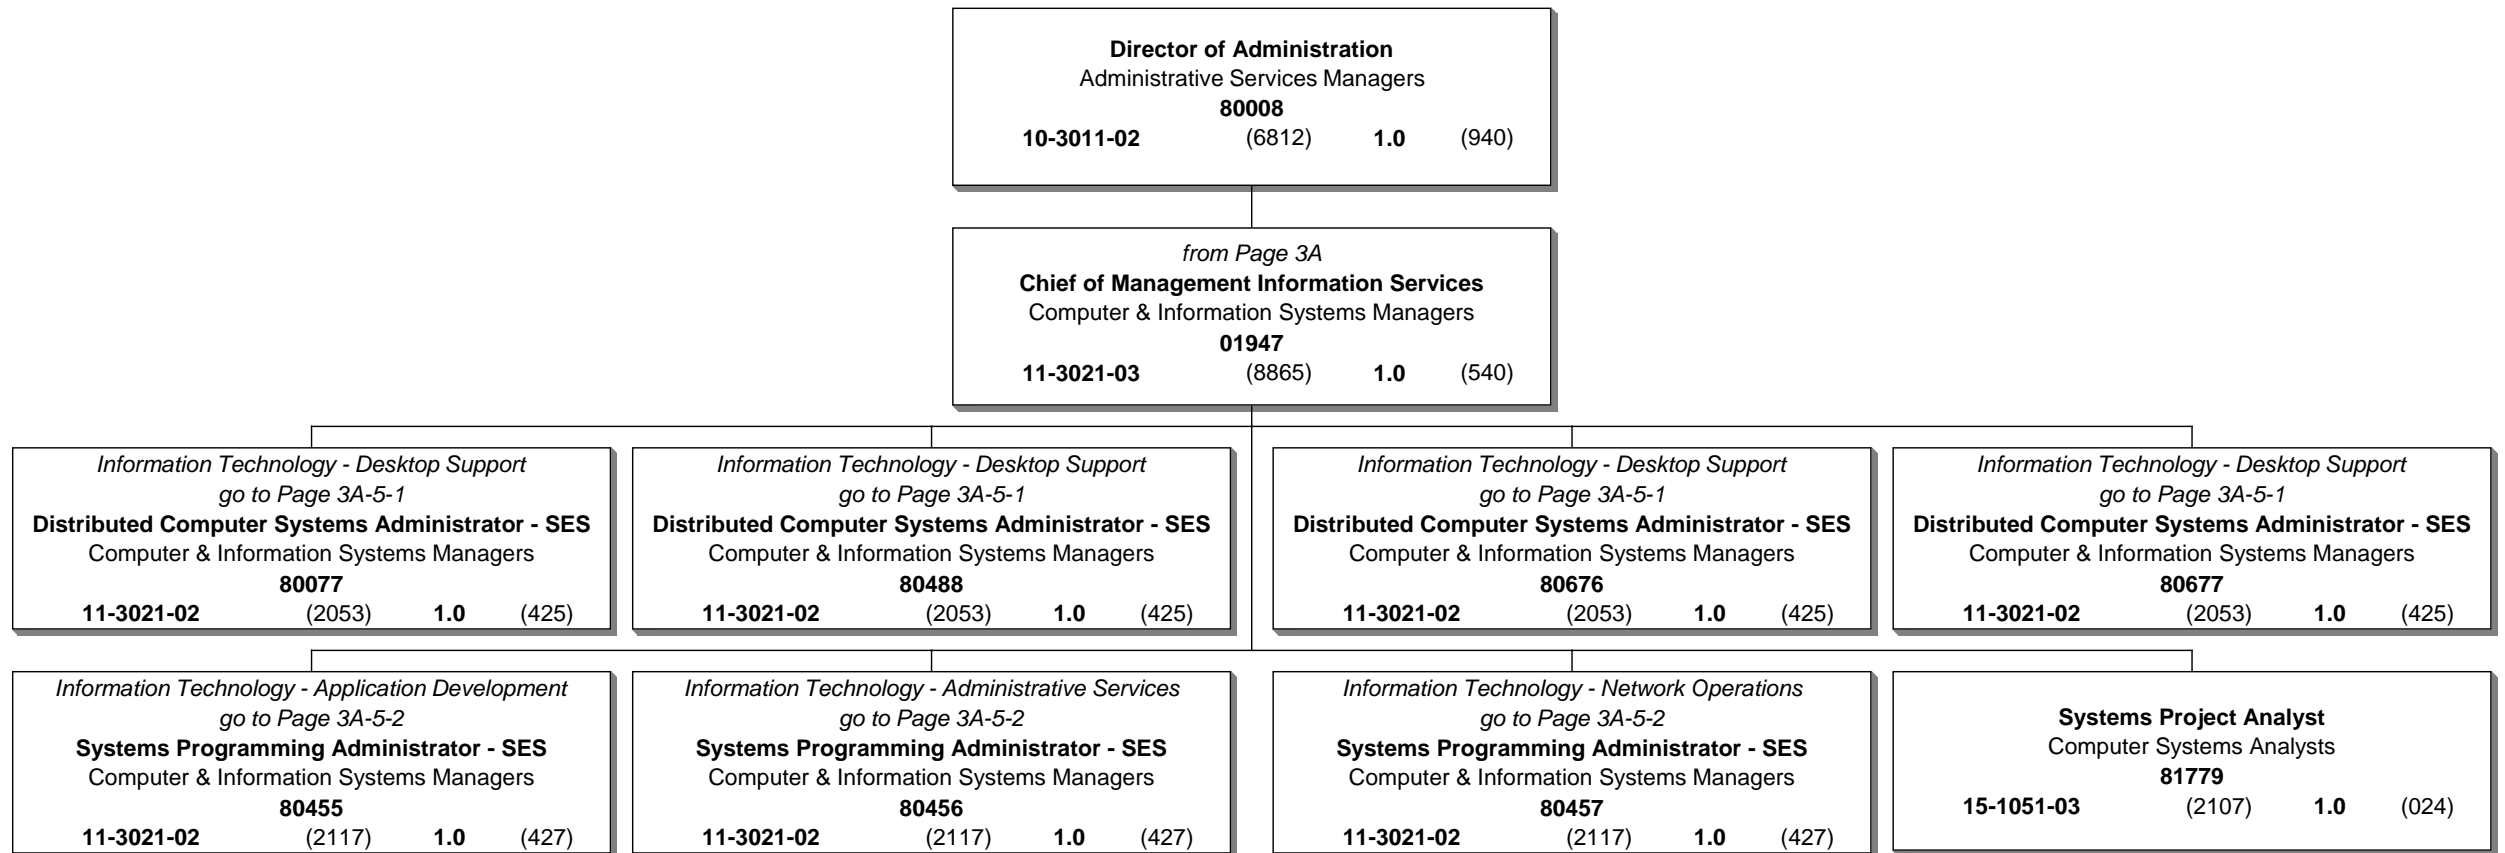 Director of Administration
Administrative Services Managers
80008
10-3011-02 (6812) 1.0 (940)
from Page 3A
Chief of Management Information Services
Computer & Information Systems Managers
01947
11-3021-03 (8865) 1.0 (540)
Information Technology - Desktop Support
go to Page 3A-5-1
Distributed Computer Systems Administrator - SES
Computer & Information Systems Managers
80077
11-3021-02 (2053) 1.0 (425)
Information Technology - Desktop Support
go to Page 3A-5-1
Distributed Computer Systems Administrator - SES
Computer & Information Systems Managers
80488
11-3021-02 (2053) 1.0 (425)
Information Technology - Desktop Support
go to Page 3A-5-1
Distributed Computer Systems Administrator - SES
Computer & Information Systems Managers
80676
11-3021-02 (2053) 1.0 (425)
Information Technology - Desktop Support
go to Page 3A-5-1
Distributed Computer Systems Administrator - SES
Computer & Information Systems Managers
80677
11-3021-02 (2053) 1.0 (425)
Information Technology - Application Development
go to Page 3A-5-2
Systems Programming Administrator - SES
Computer & Information Systems Managers
80455
11-3021-02 (2117) 1.0 (427)
Information Technology - Administrative Services
go to Page 3A-5-2
Systems Programming Administrator - SES
Computer & Information Systems Managers
80456
11-3021-02 (2117) 1.0 (427)
Information Technology - Network Operations
go to Page 3A-5-2
Systems Programming Administrator - SES
Computer & Information Systems Managers
80457
11-3021-02 (2117) 1.0 (427)
Systems Project Analyst
Computer Systems Analysts
81779
15-1051-03 (2107) 1.0 (024)